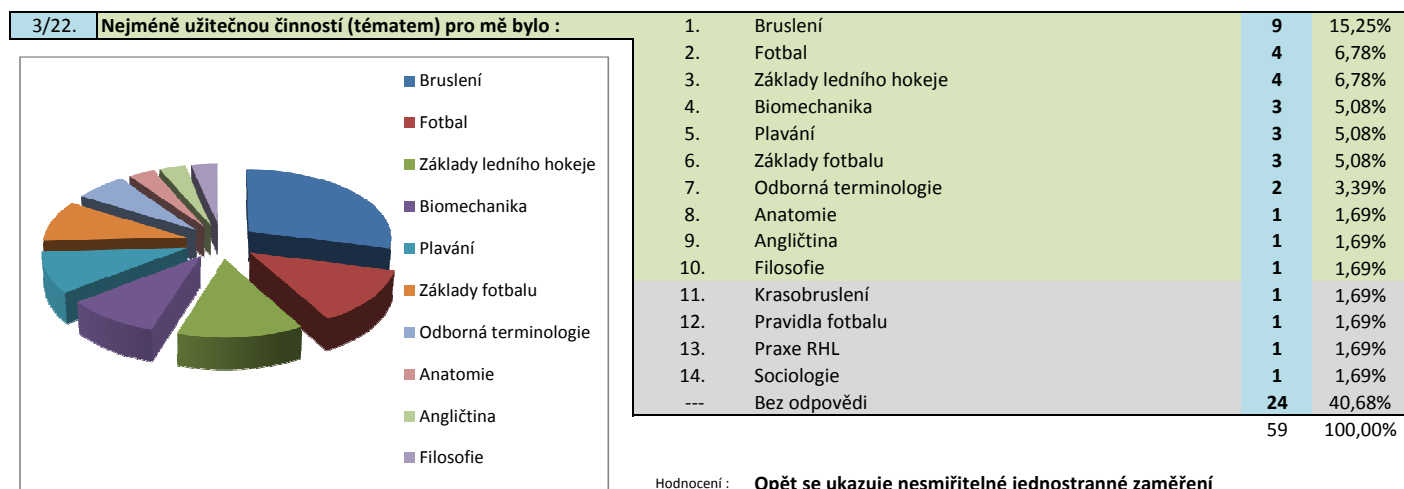 3/22. Nejméně užitečnou činností (tématem) pro mě bylo :
Bruslení
Fotbal
Základy ledního hokeje
Biomechanika
Plavání
Základy fotbalu
Odborná terminologie
Anatomie
Angličtina
Filosofie
1. Bruslení 9 15,25%
2. Fotbal 4 6,78%
3. Základy ledního hokeje 4 6,78%
4. Biomechanika 3 5,08%
5. Plavání 3 5,08%
6. Základy fotbalu 3 5,08%
7. Odborná terminologie 2 3,39%
8. Anatomie 1 1,69%
9. Angličtina 1 1,69%
10. Filosofie 1 1,69%
11. Krasobruslení 1 1,69%
12. Pravidla fotbalu 1 1,69%
13. Praxe RHL 1 1,69%
14. Sociologie 1 1,69%
--- Bez odpovědi 24 40,68%
59 100,00%
Hodnocení : Opět se ukazuje nesmiřitelné jednostranné zaměření